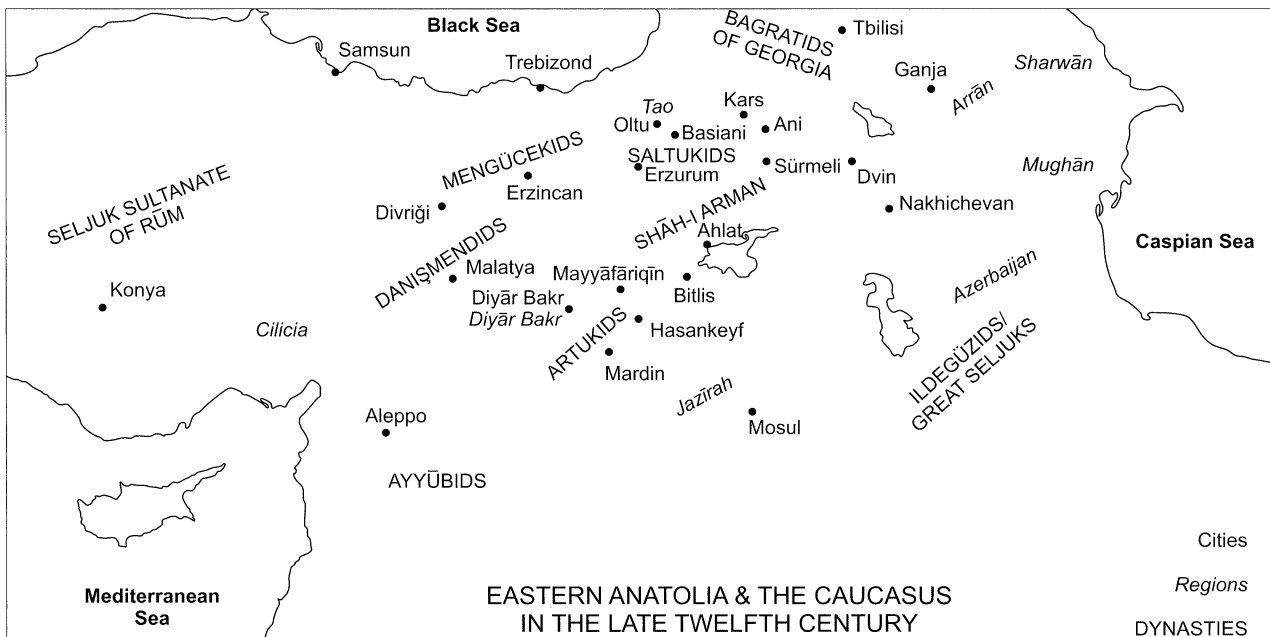 Black Sea
Samsun
Trebizond
BAGRATIDS
OF GEORGIA
Tbilisi
Ganja
Arrān
Sharwān
Tao
Oltu
Basiani
Kars
Ani
MENGÜCEKIDS
Erzincan
SALTUKIDS
Erzurum
Sürmeli
Dvin
Mughān
Divriği
SELJUK SULTANATE
OF RŪM
SHĀH-I ARMAN
Nakhichevan
Ahlat
Caspian Sea
DANIŞMENDIDS
Malatya
Mayyāfāriqīn
Bitlis
Azerbaijan
Konya
Cilicia
Diyār Bakr
Diyār Bakr
Hasankeyf
ARTUKIDS
Mardin
ILDEGÜZIDS/
GREAT SELJUKS
Jazīrah
Aleppo
Mosul
AYYŪBIDS
Mediterranean
Sea
EASTERN ANATOLIA & THE CAUCASUS
IN THE LATE TWELFTH CENTURY
Cities
Regions
DYNASTIES